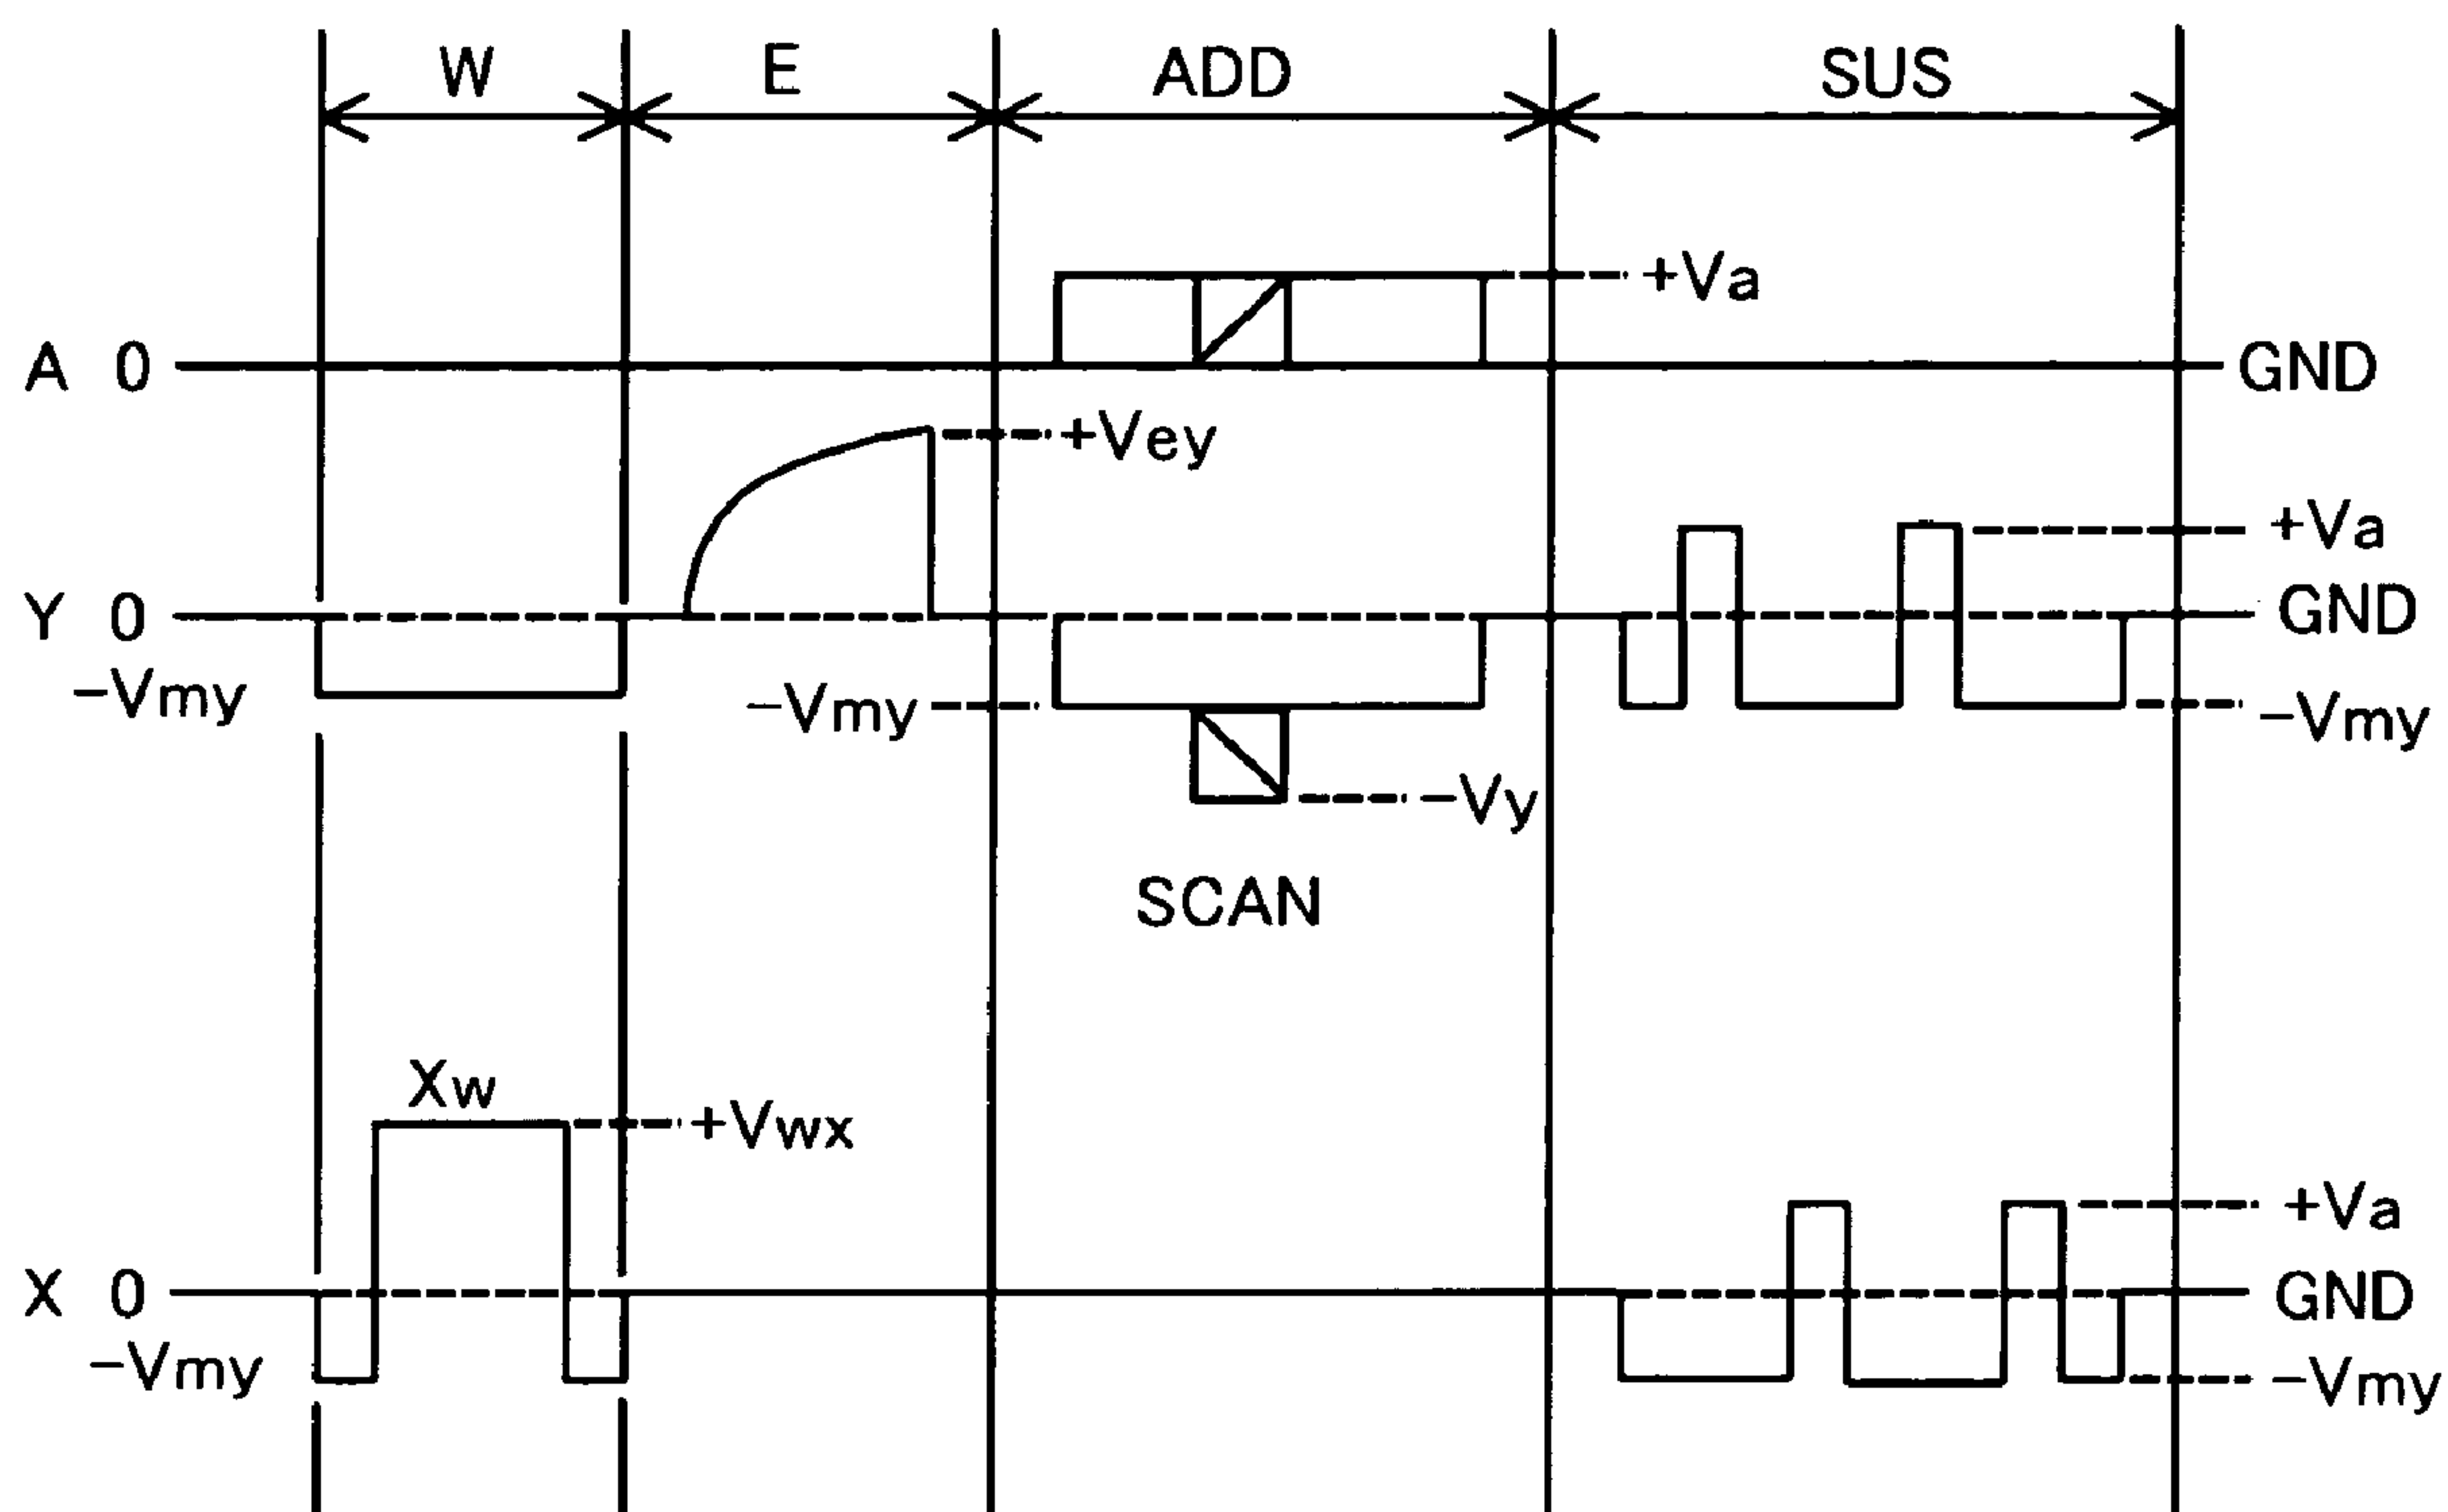 W E ADD SUS
+Va
A 0 GND
+Vey
+Va
Y 0 GND
−Vmy −Vmy −Vmy
−Vy
SCAN
Xw
+Vwx
+Va
X 0 GND
−Vmy −Vmy